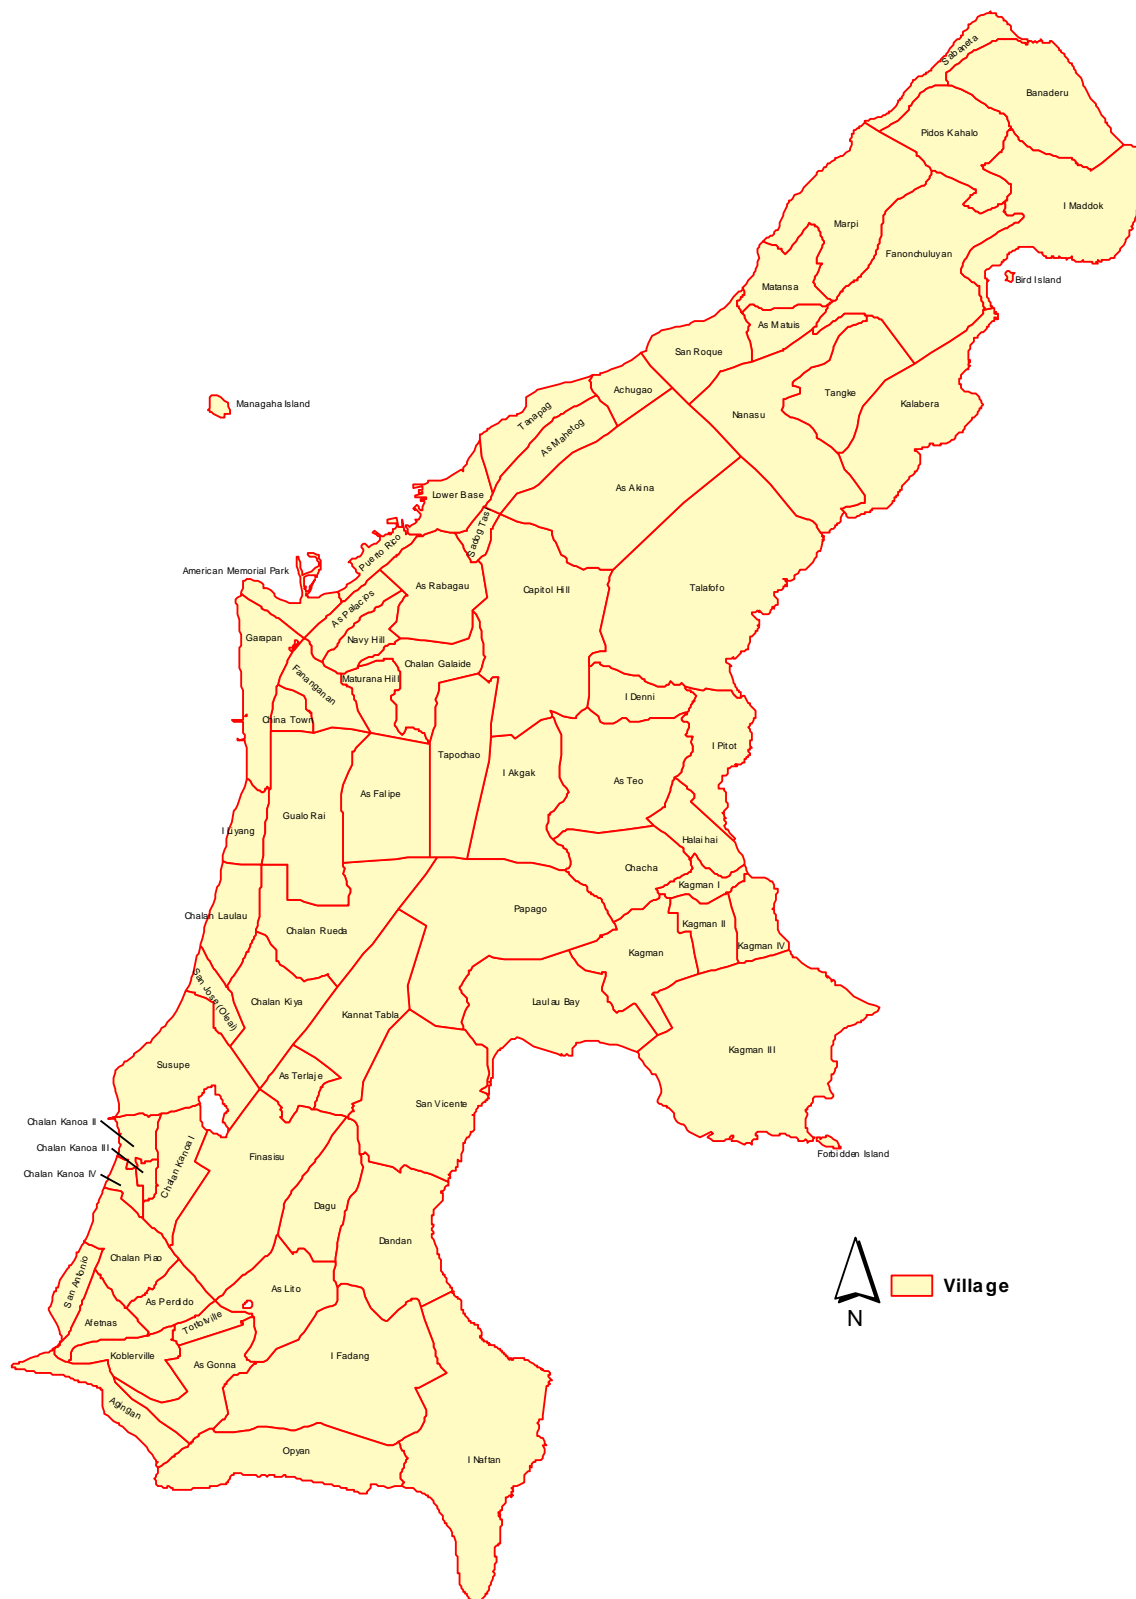 Sabaneta
Banaderu
Pidos Kahalo
I Maddok
Marpi
Fanonchuluyan
Bird Island
Matansa
As Matuis
San Roque
Achugao
Tangke
Kalabera
Nanasu
Managaha Island
Tanapag
As Mahetog
Lower Base
As Akina
Sadog Tasi
Puerto Rico
American Memorial Park
As Rabagau
Capitol Hill
Talafofo
As Palacios
Garapan
Navy Hill
Chalan Galaide
Fananganan
Maturana Hill
I Denni
China Town
Tapochao
I Akgak
I Pitot
As Teo
As Falipe
Gualo Rai
I Liyang
Halaihai
Chacha
Kagman I
Papago
Chalan Laulau
Chalan Rueda
Kagman II
Kagman IV
Kagman
San Jose (Oleai)
Chalan Kiya
Kannat Tabla
Laulau Bay
Kagman III
Susupe
As Terlaje
San Vicente
Chalan Kanoa II
Chalan Kanoa III
Chalan Kanoa IV
Chalan Kanoa I
Finasisu
Forbidden Island
Dagu
Dandan
Chalan Piao
San Antonio
As Lito
As Perdido
Afetnas
Tottotville
Koblerville
As Gonna
I Fadang
Agingan
Opyan
I Naftan
Village
N